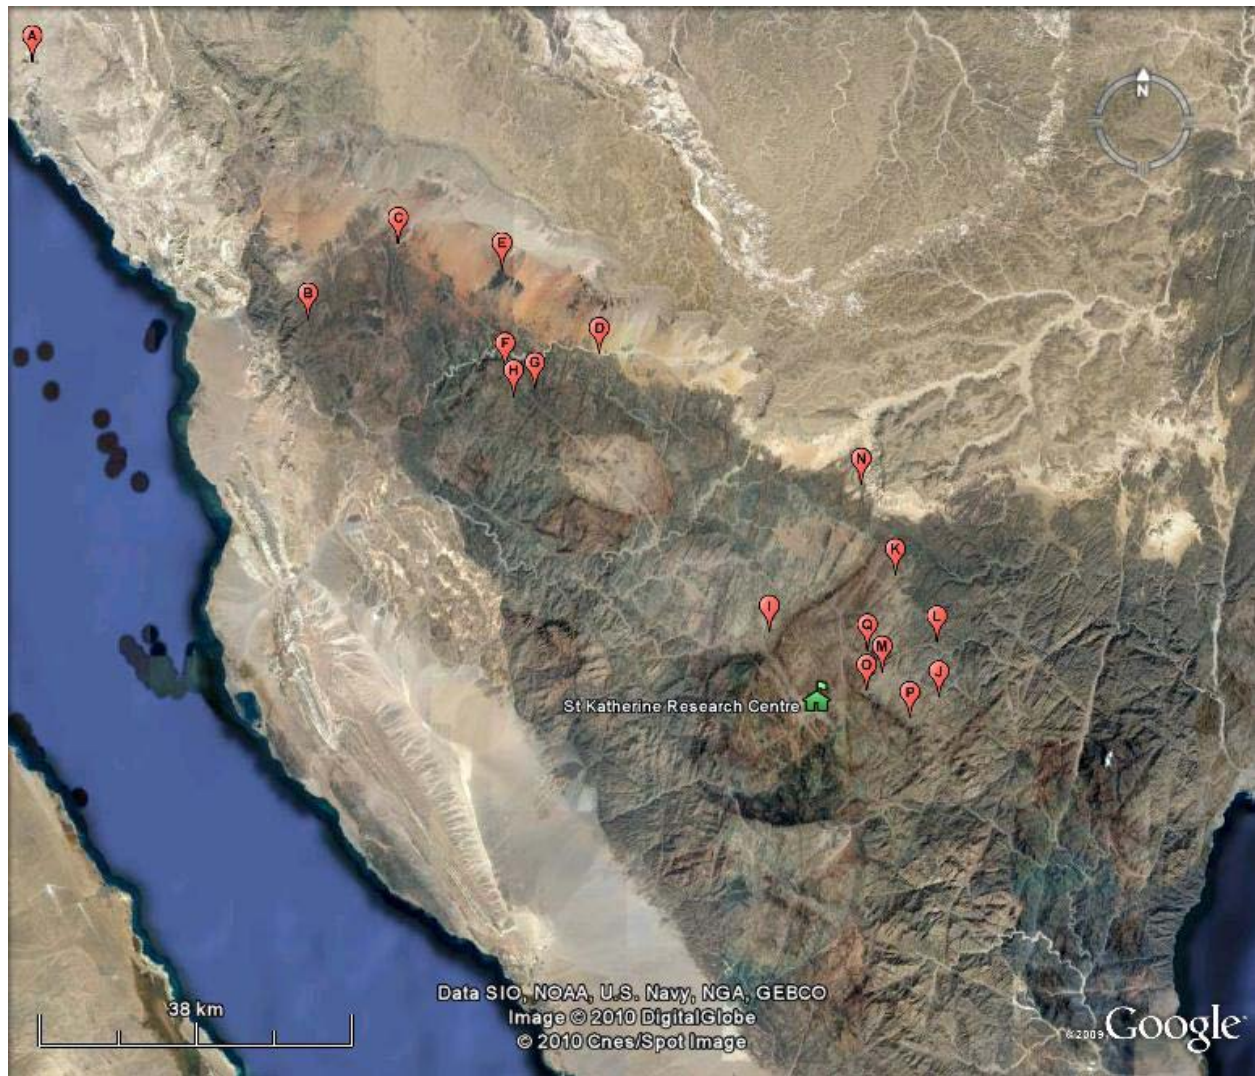 A
N
C
E
B
D
F
G
H
N
K
I
L
Q
M
O
J
P
St Katherine Research Centre
38 km
Data SIO, NOAA, U.S. Navy, NGA, GEBCO
Image © 2010 DigitalGlobe
© 2010 Cnes/Spot Image
©2009 Google